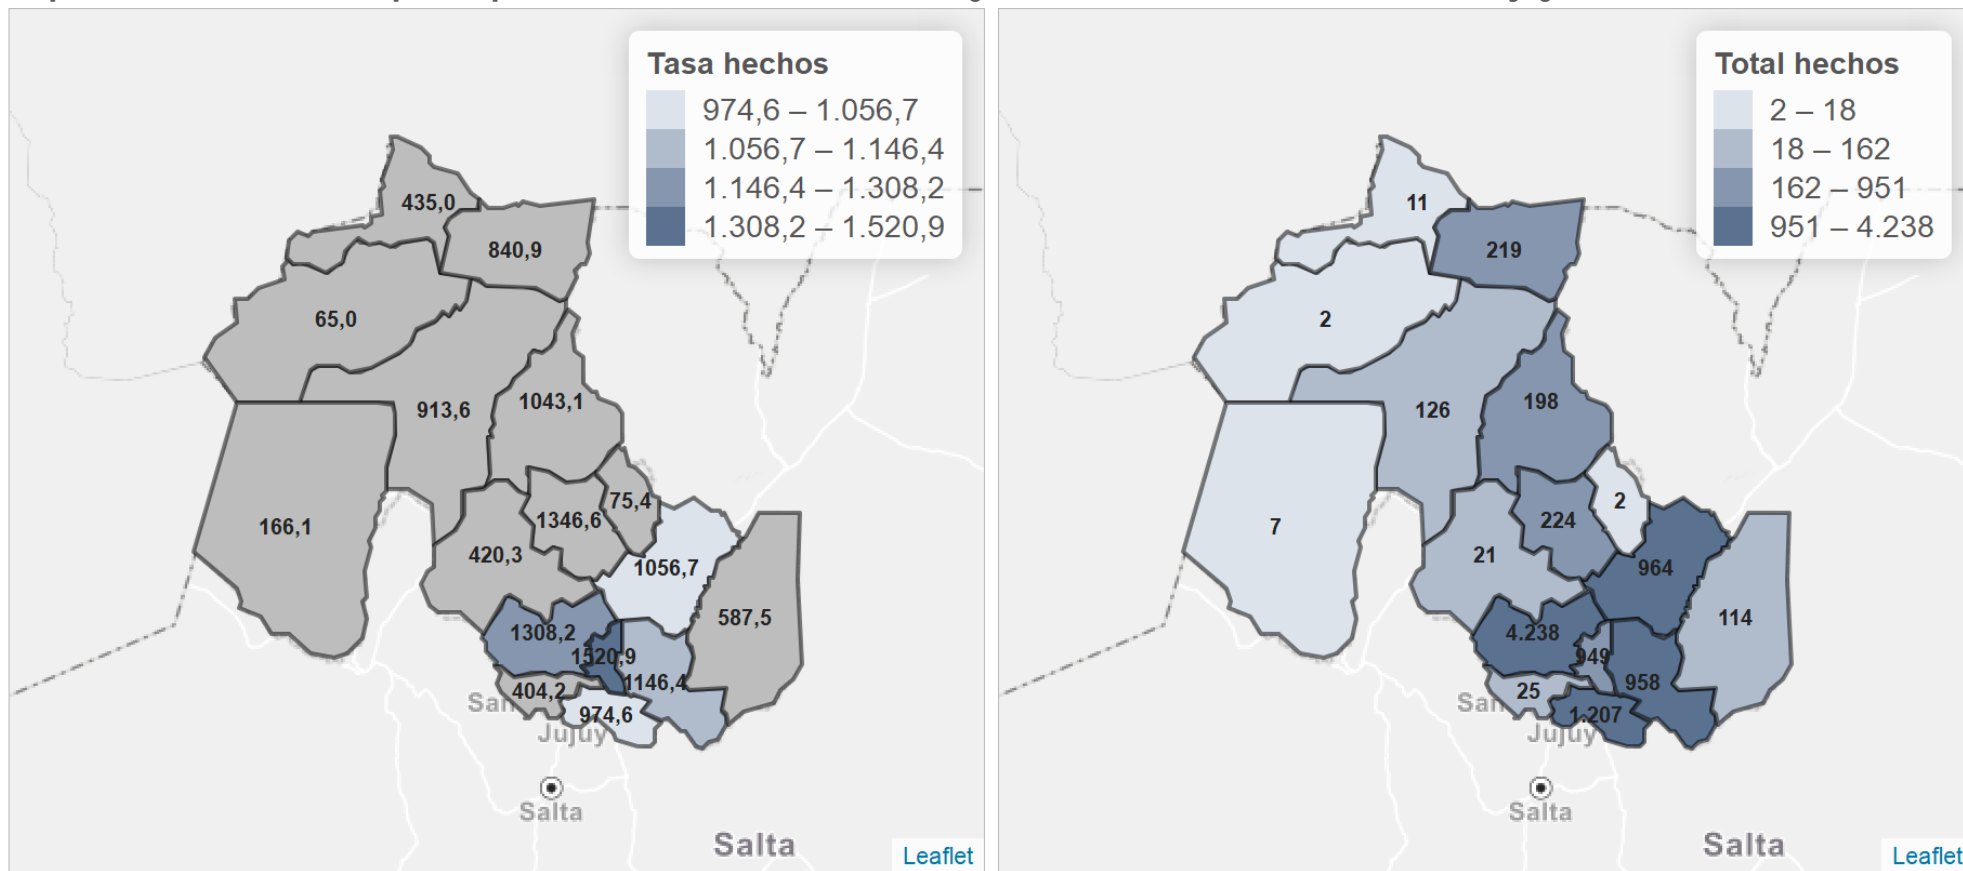 Tasa hechos
974,6 – 1.056,7
1.056,7 – 1.146,4
1.146,4 – 1.308,2
1.308,2 – 1.520,9
435,0
840,9
65,0
913,6
1043,1
166,1
75,4
1346,6
420,3
1056,7
587,5
1308,2
1520,9
1146,4
404,2
974,6
San
Jujuy
Salta
Salta
Leaflet
Total hechos
2 – 18
18 – 162
162 – 951
951 – 4.238
11
219
2
126
198
7
2
224
21
964
114
4.238
949
958
25
1.207
San
Jujuy
Salta
Salta
Leaflet